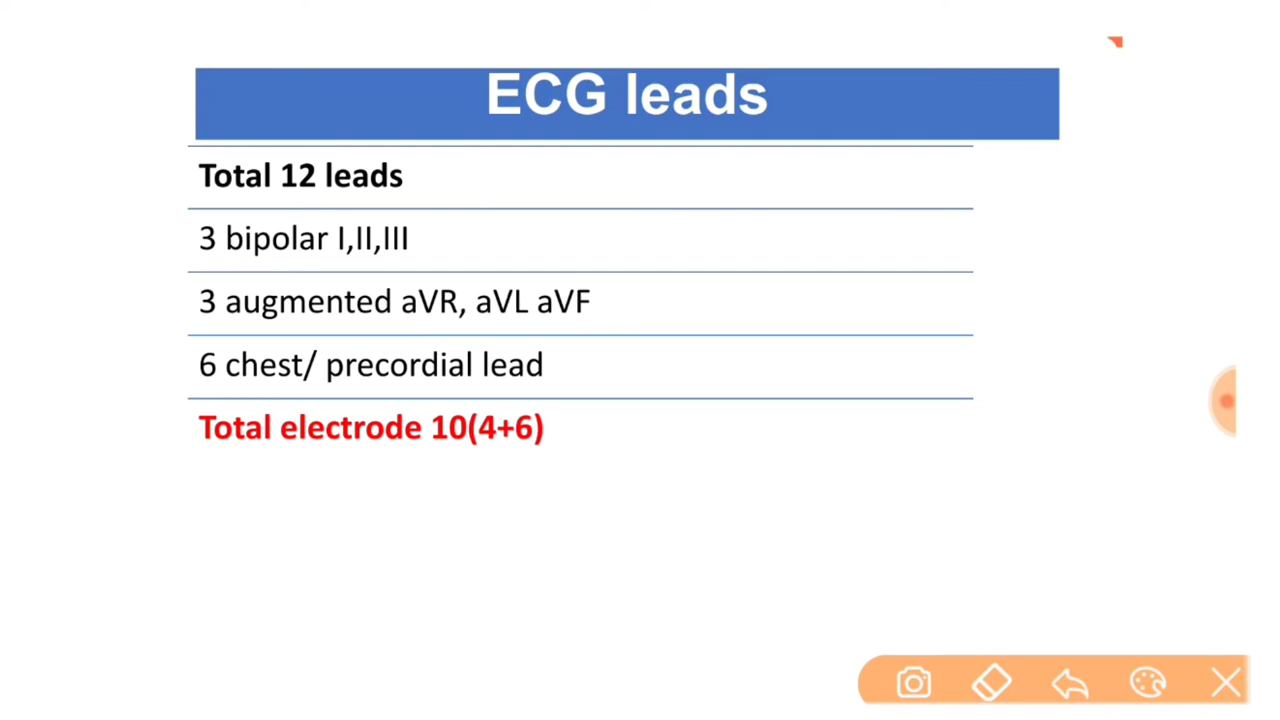 ECG leads
Total 12 leads
3 bipolar I,II,III
3 augmented aVR, aVL aVF
6 chest/ precordial lead
Total electrode 10(4+6)